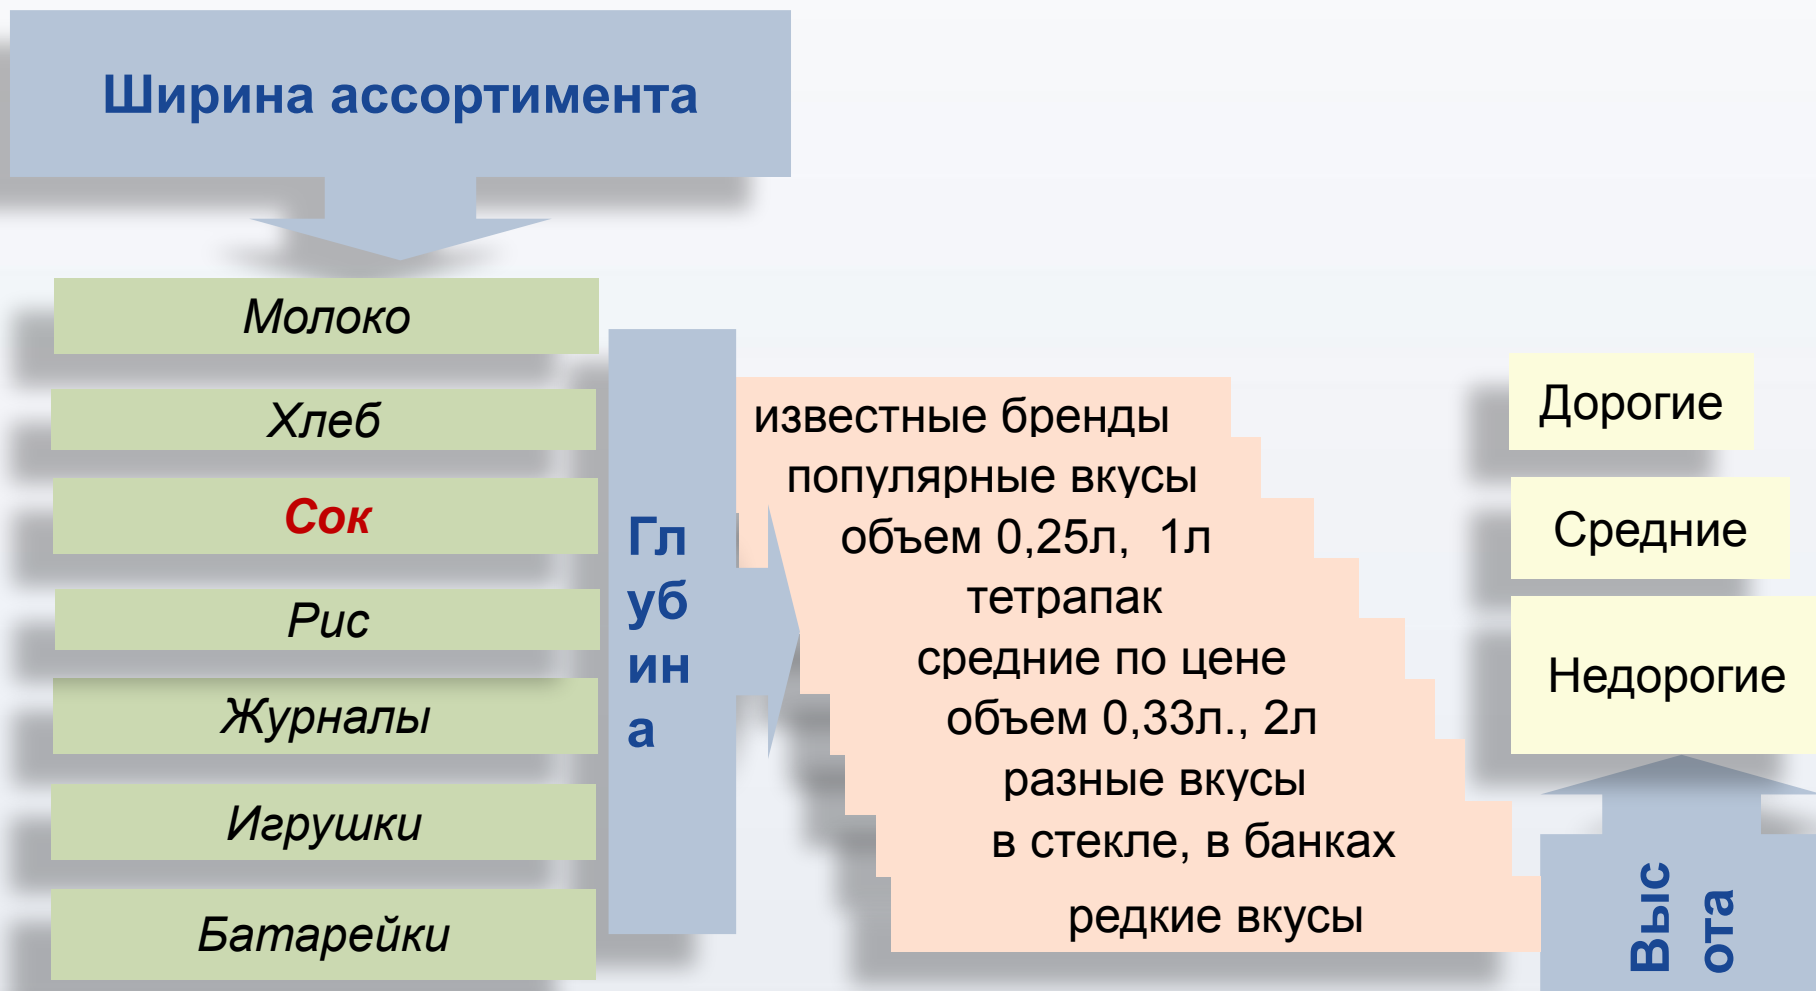 Ширина ассортимента
Молоко
Хлеб
Сок
Рис
Журналы
Игрушки
Батарейки
Гл
уб
ин
а
известные бренды
популярные вкусы
объем 0,25л, 1л
тетрапак
средние по цене
объем 0,33л., 2л
разные вкусы
в стекле, в банках
редкие вкусы
Дорогие
Средние
Недорогие
Выс
ота